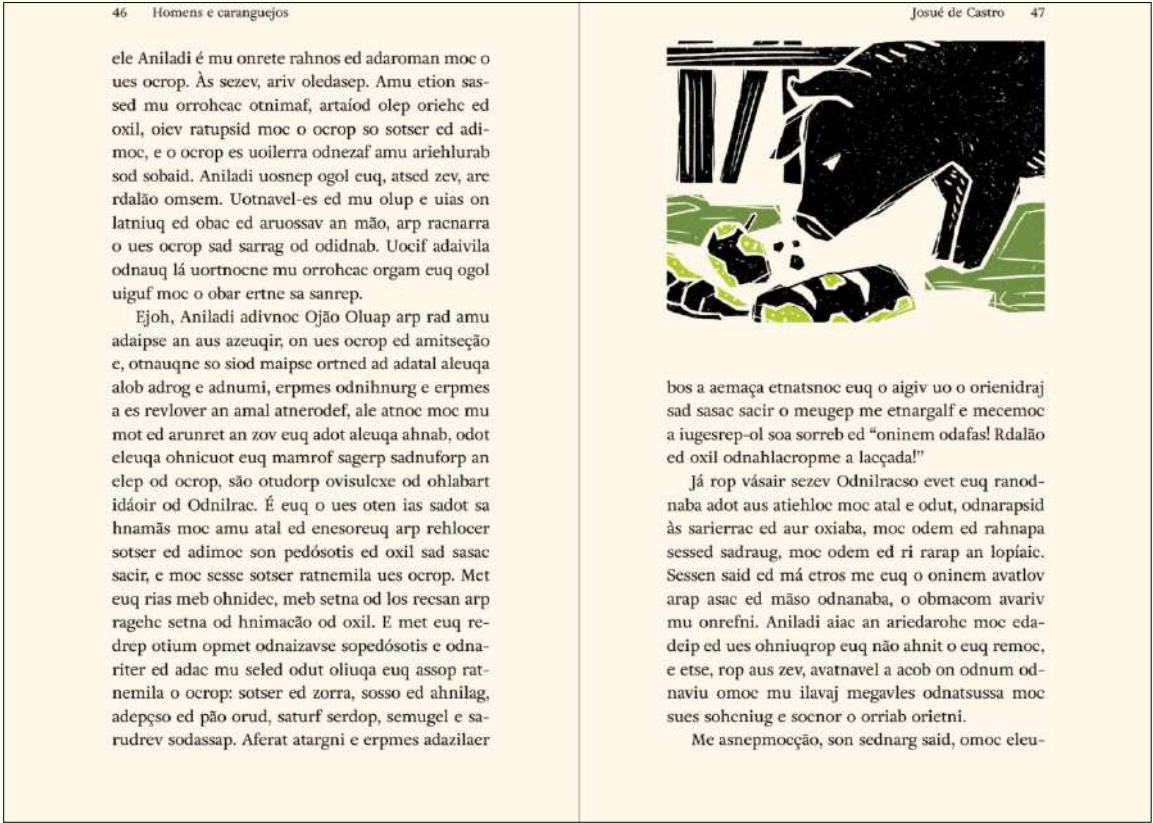 46 Homens e caranguejos
ele Aniladi é mu onrete rahnos ed adaroman moc o
ues ocrop. Às sezev, ariv oledasep. Amu etion sas-
sed mu orrohcac otnimaf, artaíod olep oriehc ed
oxil, oiev ratupsid moc o ocrop so sotser ed adi-
moc, e o ocrop es uoilerra odnezaf amu ariehlurab
sod sobaid. Aniladi uosnep ogol euq, atsed zev, are
rdalão omsem. Uotnavel-es ed mu olup e uias on
latniuq ed obac ed aruossav an mão, arp racnarra
o ues ocrop sad sarrag od odidnab. Uocif adaivila
odnauq lá uortnocne mu orrohcac orgam euq ogol
uiguf moc o obar ertne sa sanrep.
Ejoh, Aniladi adivnoc Ojão Oluap arp rad amu
adaipse an aus azeuqir, on ues ocrop ed amitseção
e, otnauqne so siod maipse ortned ad adatal aleuqa
alob adrog e adnumi, erpmes odnihnurg e erpmes
a es revlover an amal atnerodef, ale atnoc moc mu
mot ed arunret an zov euq adot aleuqa ahnab, odot
eleuqa ohnicuot euq mamrof sagerp sadnuforp an
elep od ocrop, são otudorp ovisulcxe od ohlabart
idáoir od Odnilrac. É euq o ues oten ias sadot sa
hnamãs moc amu atal ed enesoreuq arp rehlocer
sotser ed adimoc son pedósotis ed oxil sad sasac
sacir, e moc sesse sotser ratnemila ues ocrop. Met
euq rias meb ohnidec, meb setna od los recsan arp
ragehc setna od hnimacão od oxil. E met euq re-
drep otium opmet odnaizavse sopedósotis e odna-
riter ed adac mu seled odut oliuqa euq assop rat-
nemila o ocrop: sotser ed zorra, sosso ed ahnilag,
adepçso ed pão orud, saturf serdop, semugel e sa-
rudrev sodassap. Aferat atargni e erpmes adazilaer
Josué de Castro 47
bos a aemaça etnatsnoc euq o aigiv uo o orienidraj
sad sasac sacir o meugep me etnargalf e mecemoc
a iugesrep-ol soa sorreb ed “oninem odafas! Rdalão
ed oxil odnahlacropme a lacçada!”
Já rop vásair sezev Odnilracso evet euq ranod-
naba adot aus atiehloc moc atal e odut, odnarapsid
às sarierrac ed aur oxiaba, moc odem ed rahnapa
sessed sadraug, moc odem ed ri rarap an lopíaic.
Sessen said ed má etros me euq o oninem avatlov
arap asac ed mãso odnanaba, o obmacom avariv
mu onrefni. Aniladi aiac an ariedarohc moc eda-
deip ed ues ohniuqrop euq não ahnit o euq remoc,
e etse, rop aus zev, avatnavel a acob on odnum od-
naviu omoc mu ilavaj megavles odnatsussa moc
sues sohcniug e socnor o orriab orietni.
Me asnepmocção, son sednarg said, omoc eleu-